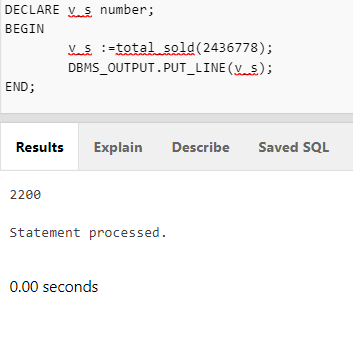 DECLARE v_s number;
BEGIN
v_s :=total_sold(2436778);
DBMS_OUTPUT.PUT_LINE(v_s);
END;
Results Explain Describe Saved SQL
2200
Statement processed.
0.00 seconds